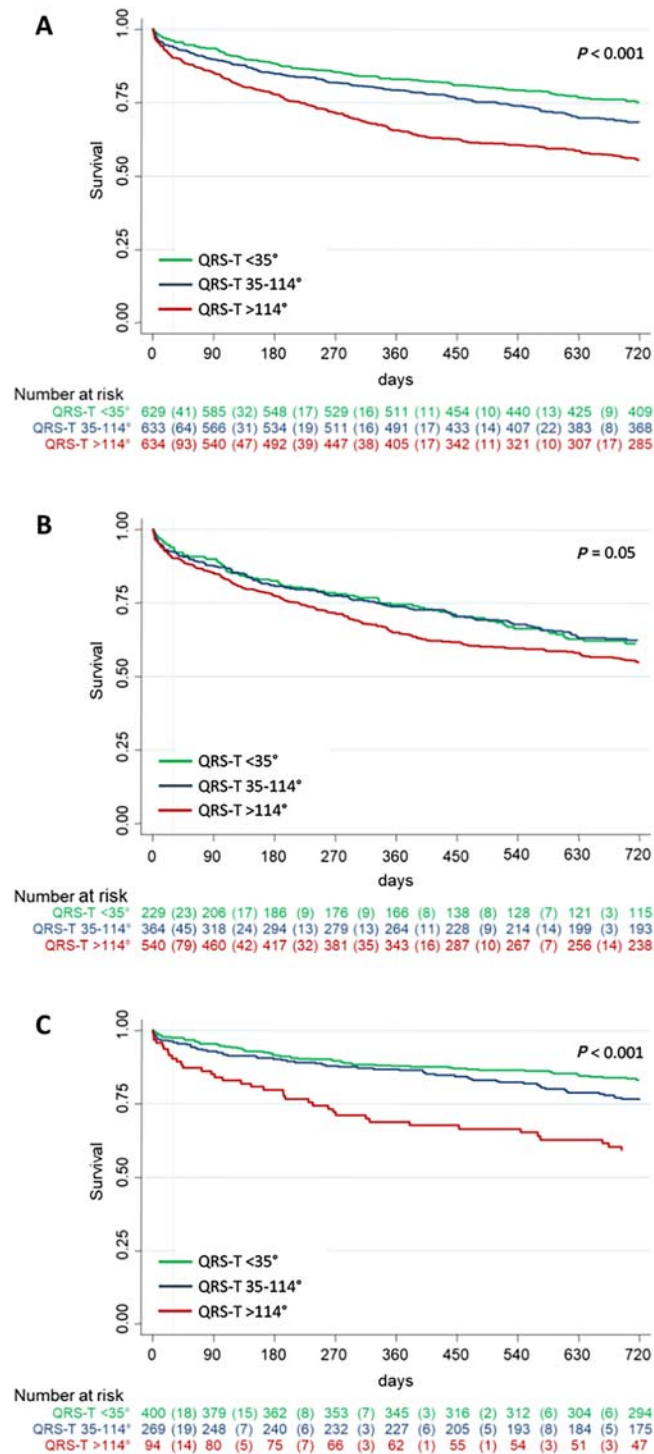 A
P < 0.001
1.00
0.75
0.50
0.25
0.00
Survival
QRS-T <35°
QRS-T 35-114°
QRS-T >114°
0 90 180 270 360 450 540 630 720
days
Number at risk
QRS-T <35° 629 (41) 585 (32) 548 (17) 529 (16) 511 (11) 454 (10) 440 (13) 425 (9) 409
QRS-T 35-114° 633 (64) 566 (31) 534 (19) 511 (16) 491 (17) 433 (14) 407 (22) 383 (8) 368
QRS-T >114° 634 (93) 540 (47) 492 (39) 447 (38) 405 (17) 342 (11) 321 (10) 307 (17) 285
B
P = 0.05
1.00
0.75
0.50
0.25
0.00
Survival
QRS-T <35°
QRS-T 35-114°
QRS-T >114°
0 90 180 270 360 450 540 630 720
days
Number at risk
QRS-T <35° 229 (23) 206 (17) 186 (9) 176 (9) 166 (8) 138 (8) 128 (7) 121 (3) 115
QRS-T 35-114° 364 (45) 318 (24) 294 (13) 279 (13) 264 (11) 228 (9) 214 (14) 199 (3) 193
QRS-T >114° 540 (79) 460 (42) 417 (32) 381 (35) 343 (16) 287 (10) 267 (7) 256 (14) 238
C
P < 0.001
1.00
0.75
0.50
0.25
0.00
Survival
QRS-T <35°
QRS-T 35-114°
QRS-T >114°
0 90 180 270 360 450 540 630 720
days
Number at risk
QRS-T <35° 400 (18) 379 (15) 362 (8) 353 (7) 345 (3) 316 (2) 312 (6) 304 (6) 294
QRS-T 35-114° 269 (19) 248 (7) 240 (6) 232 (3) 227 (6) 205 (5) 193 (8) 184 (5) 175
QRS-T >114° 94 (14) 80 (5) 75 (7) 66 (3) 62 (1) 55 (1) 54 (3) 51 (3) 47